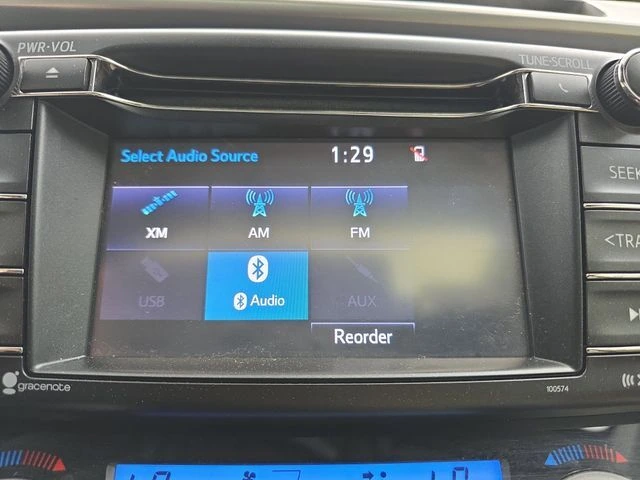 PWR·VOL
TUNE·SCROLL
Select Audio Source 1:29
SEEK
XM AM FM
<TRA
USB Audio AUX
Reorder
gracenote
100574